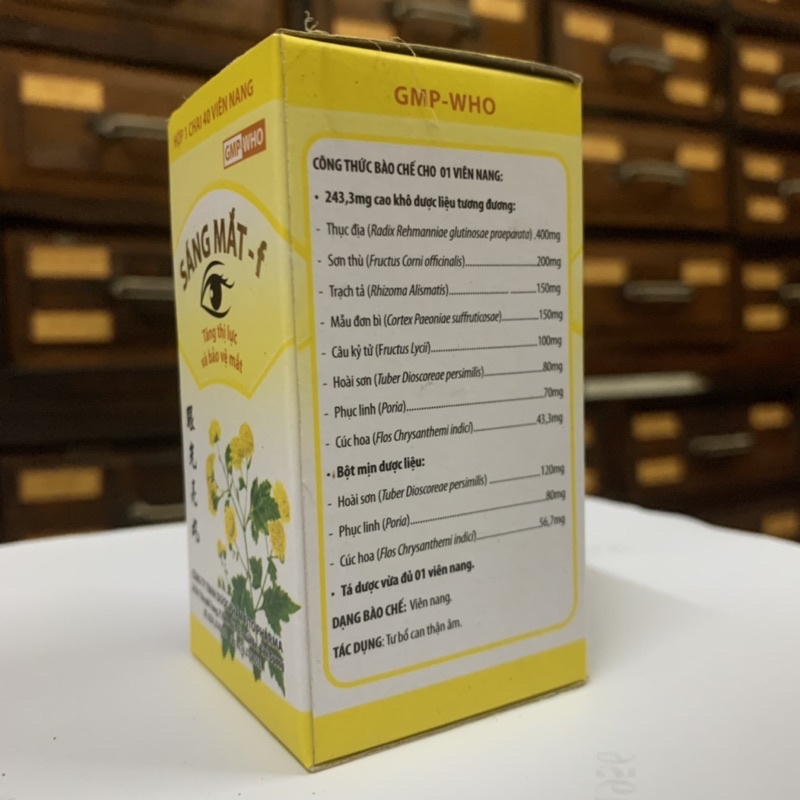 HỘP 1 CHAI 40 VIÊN NANG
GMP WHO
SÁNG MẮT-f
Tăng thị lực
và bảo vệ mắt
GMP-WHO
CÔNG THỨC BÀO CHẾ CHO 01 VIÊN NANG:
• 243,3mg cao khô dược liệu tương đương:
- Thục địa (Radix Rehmanniae glutinosae praeparata) .400mg
- Sơn thù (Fructus Corni officinalis)..........................200mg
- Trạch tả (Rhizoma Alismatis)..........................150mg
- Mẫu đơn bì (Cortex Paeoniae suffruticosae)..............150mg
- Câu kỷ tử (Fructus Lycii)..........................100mg
- Hoài sơn (Tuber Dioscoreae persimilis)....................80mg
- Phục linh (Poria)..........................70mg
- Cúc hoa (Flos Chrysanthemi indici)....................43,3mg
• Bột mịn dược liệu:
- Hoài sơn (Tuber Dioscoreae persimilis) ....................120mg
- Phục linh (Poria)..........................80mg
- Cúc hoa (Flos Chrysanthemi indici)....................56,7mg
• Tá dược vừa đủ 01 viên nang.
DẠNG BÀO CHẾ: Viên nang.
TÁC DỤNG: Tư bổ can thận âm.